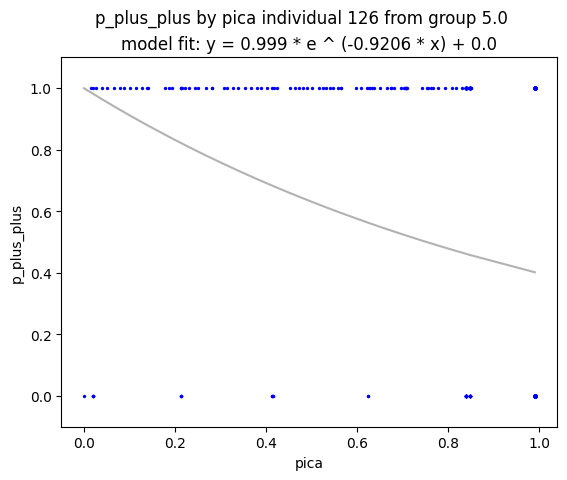 p_plus_plus by pica individual 126 from group 5.0
model fit: y = 0.999 * e ^ (-0.9206 * x) + 0.0
1.0
0.8
0.6
0.4
0.2
0.0
p_plus_plus
0.0 0.2 0.4 0.6 0.8 1.0
pica